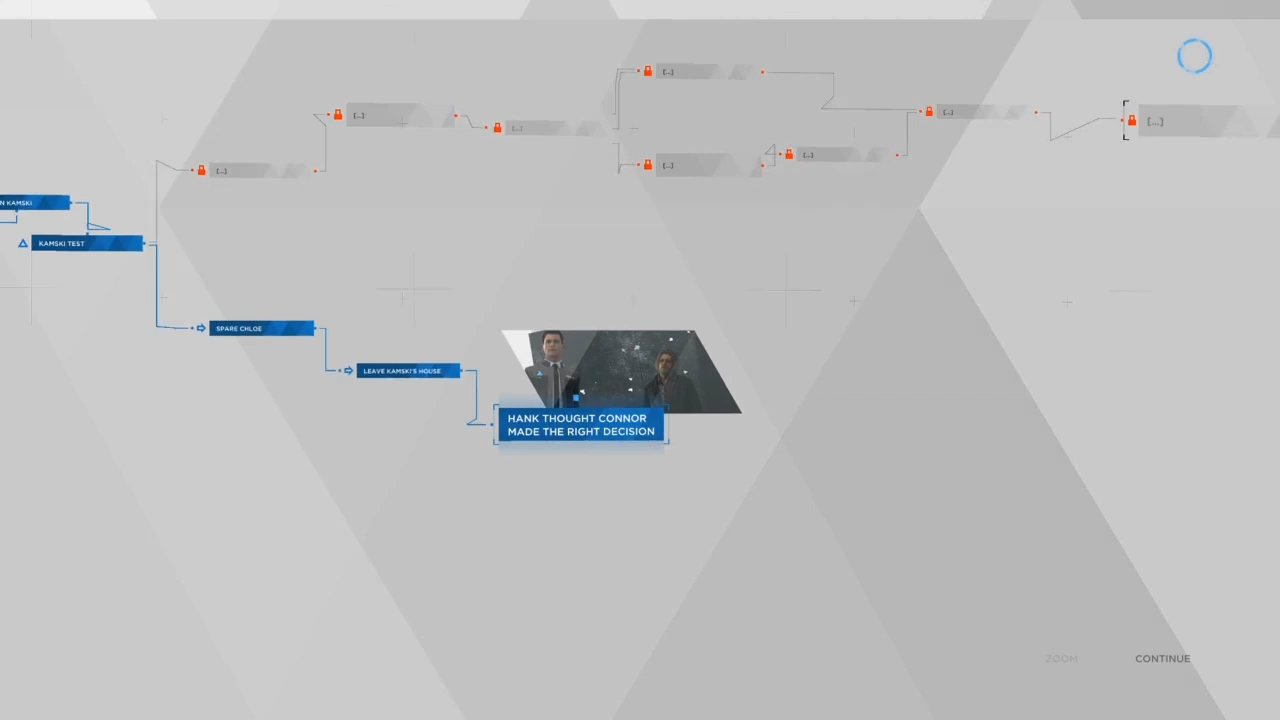 [...]
[...]
[...]
[...]
[...]
[...]
[...]
[...]
N KAMSKI
KAMSKI TEST
SPARE CHLOE
LEAVE KAMSKI'S HOUSE
HANK THOUGHT CONNOR
MADE THE RIGHT DECISION
ZOOM
CONTINUE